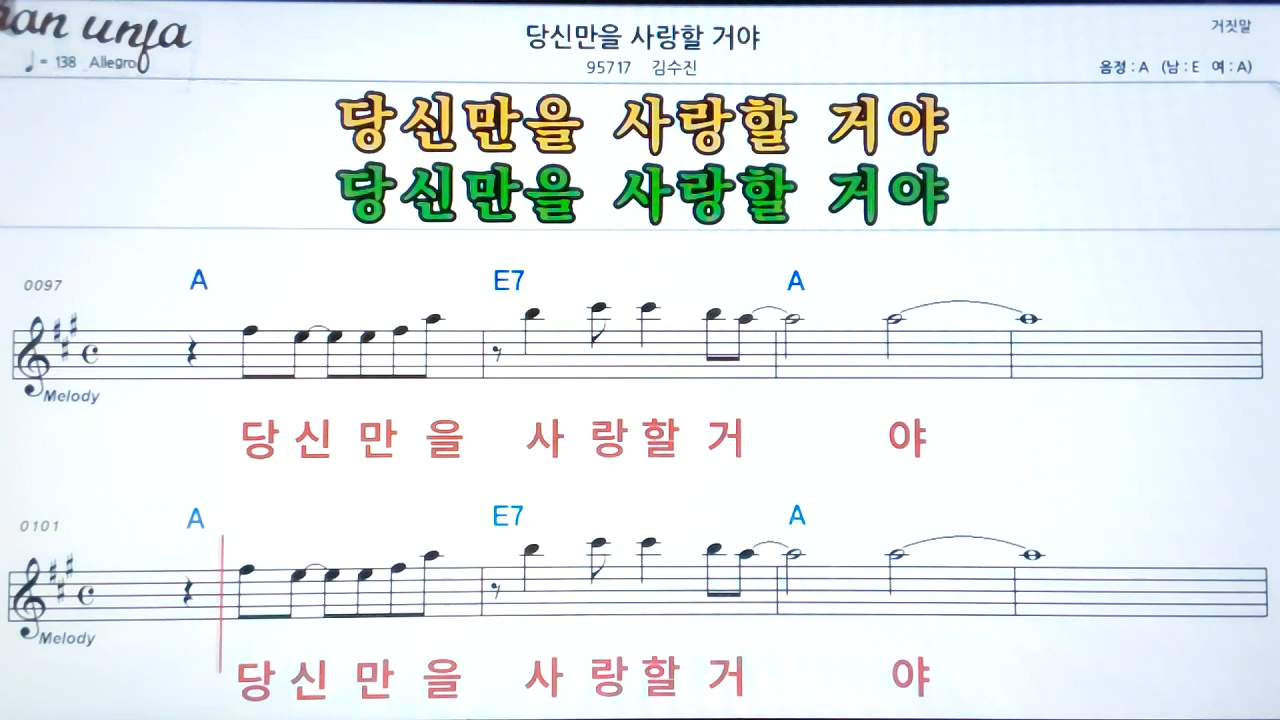 당신만을 사랑할 거야
거짓말
♩= 138 Allegro
95717 김수진
음정 : A (남 : E 여 : A)
당신만을 사랑할 거야
당신만을 사랑할 거야
0097 A E7 A
Melody
당 신 만 을 사 랑 할 거 야
0101 A E7 A
Melody
당 신 만 을 사 랑 할 거 야